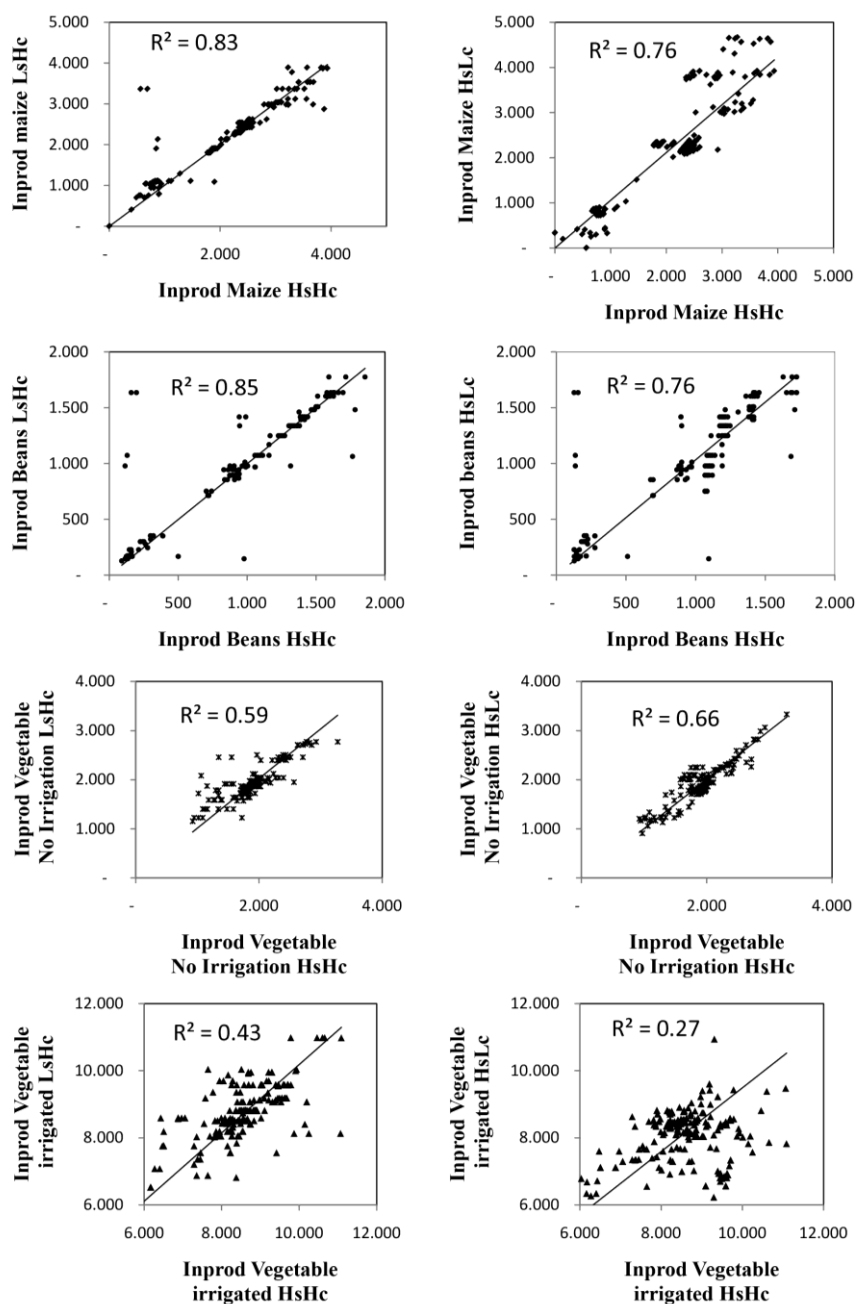 5.000
R² = 0.83
4.000
3.000
2.000
1.000
-
Inprod maize LsHc
-
2.000
4.000
Inprod Maize HsHc
5.000
R² = 0.76
4.000
3.000
2.000
1.000
-
Inprod Maize HsLc
-
1.000
2.000
3.000
4.000
5.000
Inprod Maize HsHc
2.000
R² = 0.85
1.500
1.000
500
-
Inprod Beans LsHc
-
500
1.000
1.500
2.000
Inprod Beans HsHc
2.000
R² = 0.76
1.500
1.000
500
-
Inprod beans HsLc
-
500
1.000
1.500
2.000
Inprod Beans HsHc
4.000
R² = 0.59
3.000
2.000
1.000
-
Inprod Vegetable
No Irrigation LsHc
-
2.000
4.000
Inprod Vegetable
No Irrigation HsHc
4.000
R² = 0.66
3.000
2.000
1.000
-
Inprod Vegetable
No Irrigation HsLc
-
2.000
4.000
Inprod Vegetable
No Irrigation HsHc
12.000
R² = 0.43
10.000
8.000
6.000
Inprod Vegetable
irrigated LsHc
6.000
8.000
10.000
12.000
Inprod Vegetable
irrigated HsHc
12.000
R² = 0.27
10.000
8.000
6.000
Inprod Vegetable
irrigated HsLc
6.000
8.000
10.000
12.000
Inprod Vegetable
irrigated HsHc